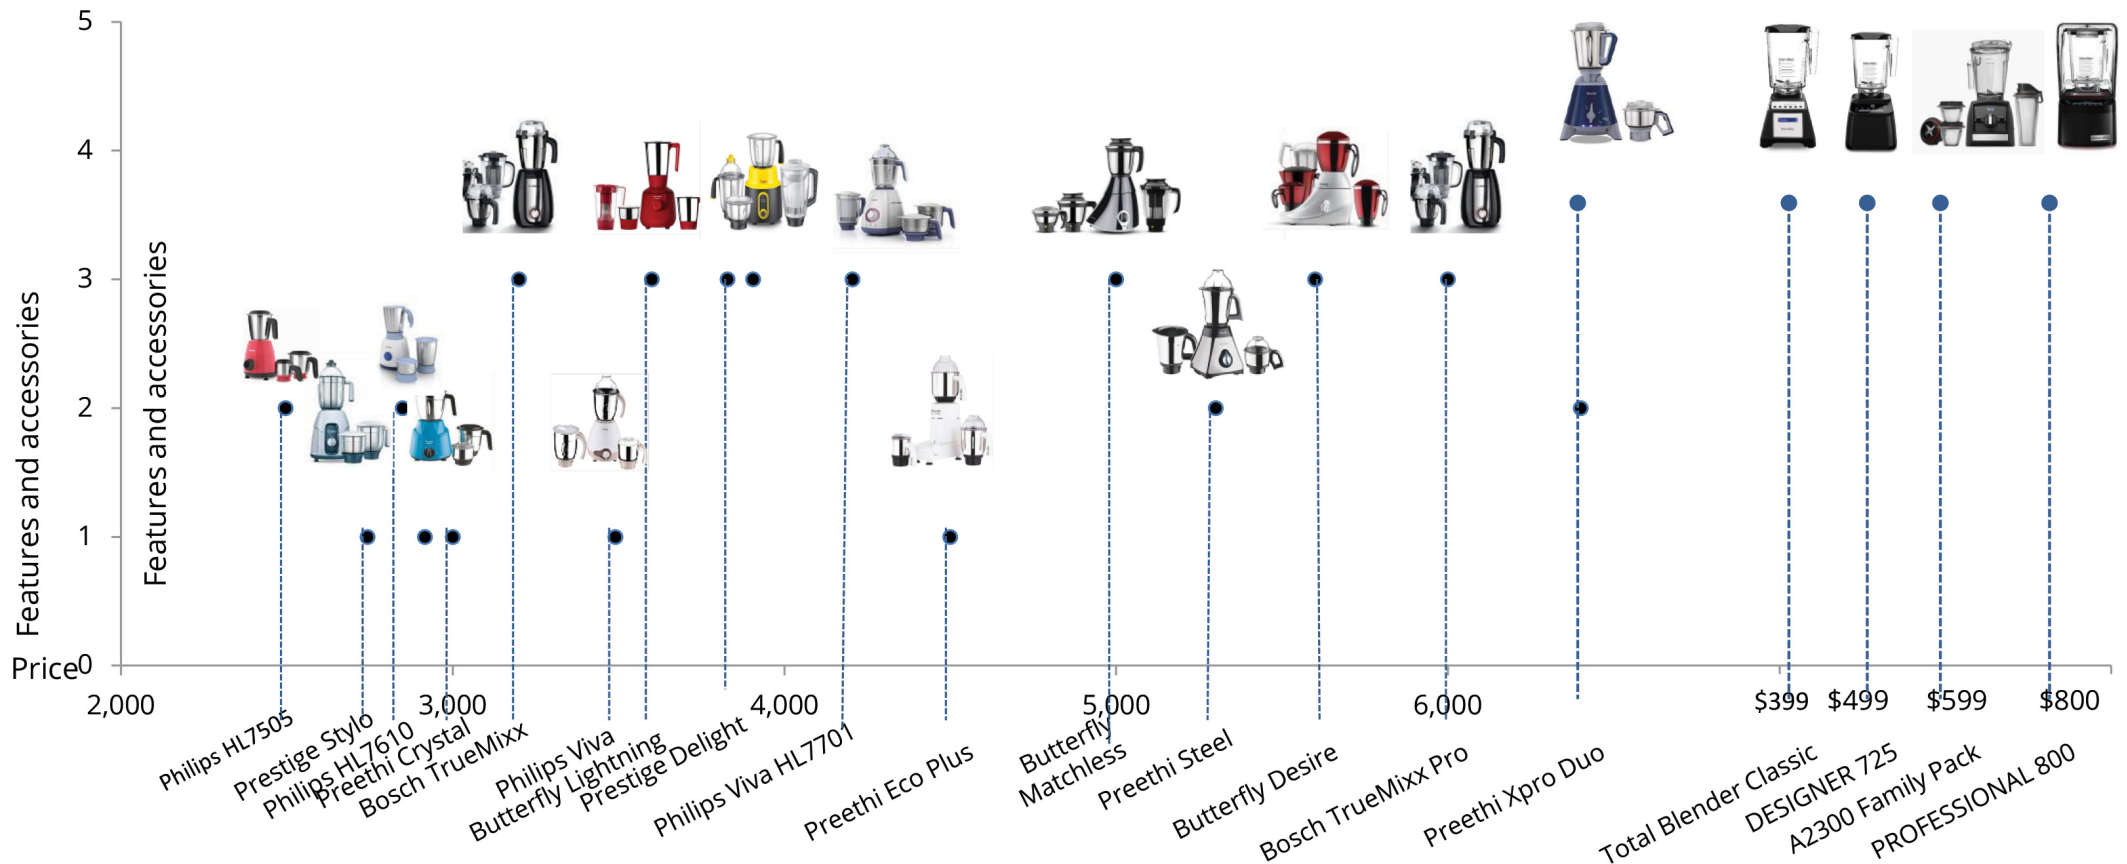 5
4
3
2
1
0
Features and accessories
Features and accessories
Price
2,000
3,000
4,000
5,000
6,000
$399
$499
$599
$800
Philips HL7505
Prestige Stylo
Philips HL7610
Preethi Crystal
Bosch TrueMixx
Philips Viva
Butterfly Lightning
Prestige Delight
Philips Viva HL7701
Preethi Eco Plus
Butterfly
Matchless
Preethi Steel
Butterfly Desire
Bosch TrueMixx Pro
Preethi Xpro Duo
Total Blender Classic
DESIGNER 725
A2300 Family Pack
PROFESSIONAL 800